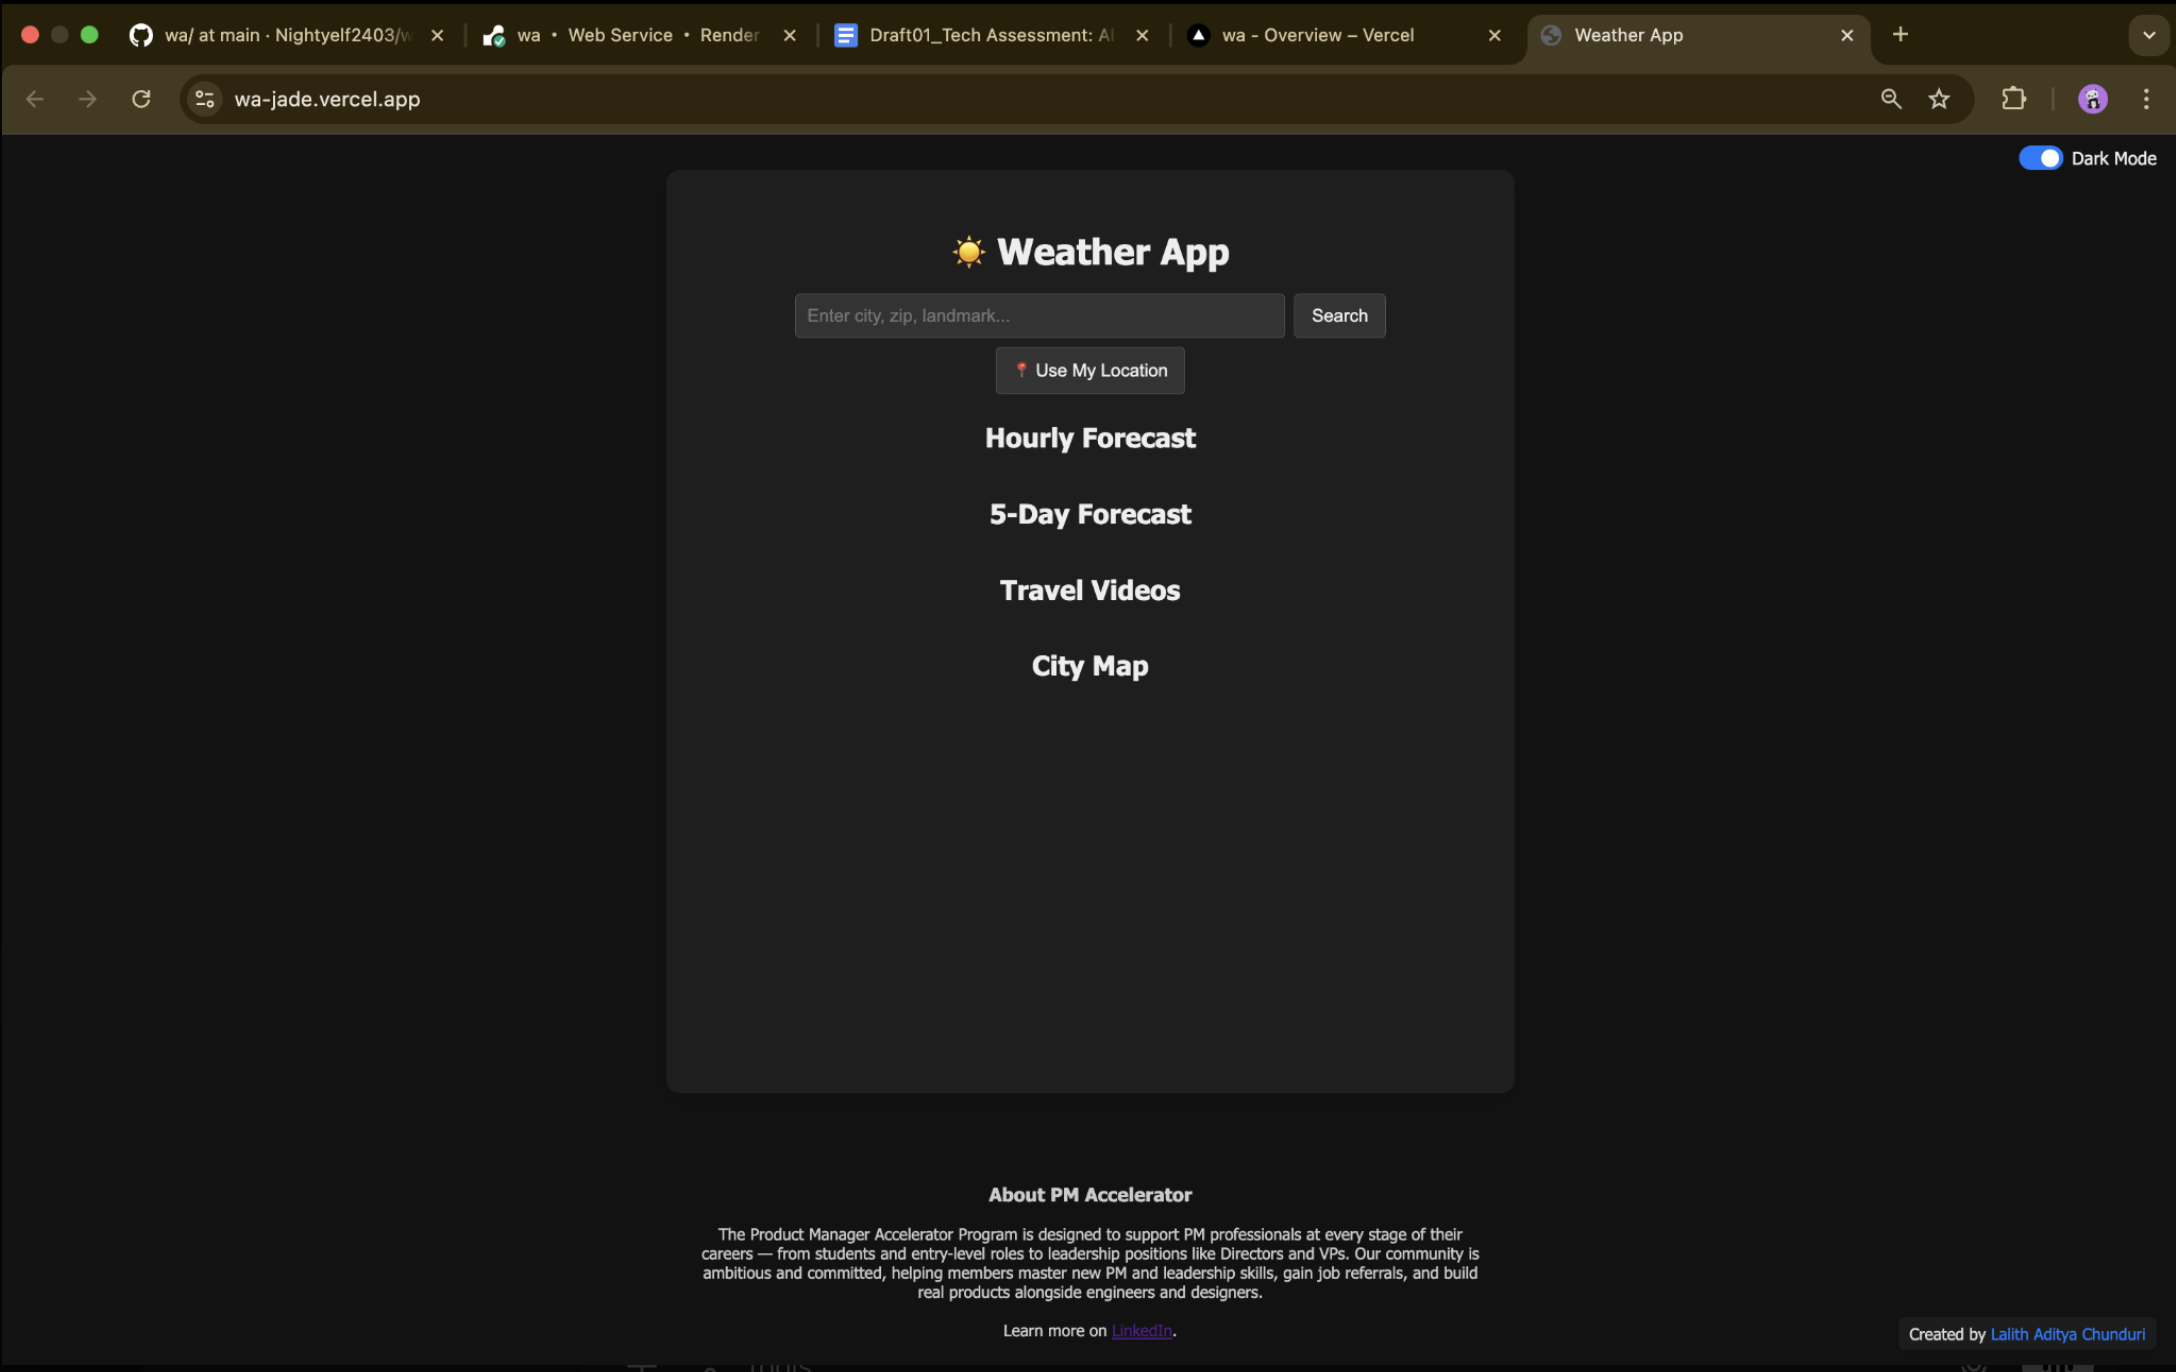 wa/ at main · Nightyelf2403/w
wa • Web Service • Render
Draft01_Tech Assessment: AI
wa - Overview – Vercel
Weather App
wa-jade.vercel.app
Dark Mode
Weather App
Enter city, zip, landmark...
Search
Use My Location
Hourly Forecast
5-Day Forecast
Travel Videos
City Map
About PM Accelerator
The Product Manager Accelerator Program is designed to support PM professionals at every stage of their
careers — from students and entry-level roles to leadership positions like Directors and VPs. Our community is
ambitious and committed, helping members master new PM and leadership skills, gain job referrals, and build
real products alongside engineers and designers.
Learn more on LinkedIn.
Created by Lalith Aditya Chunduri
Tools